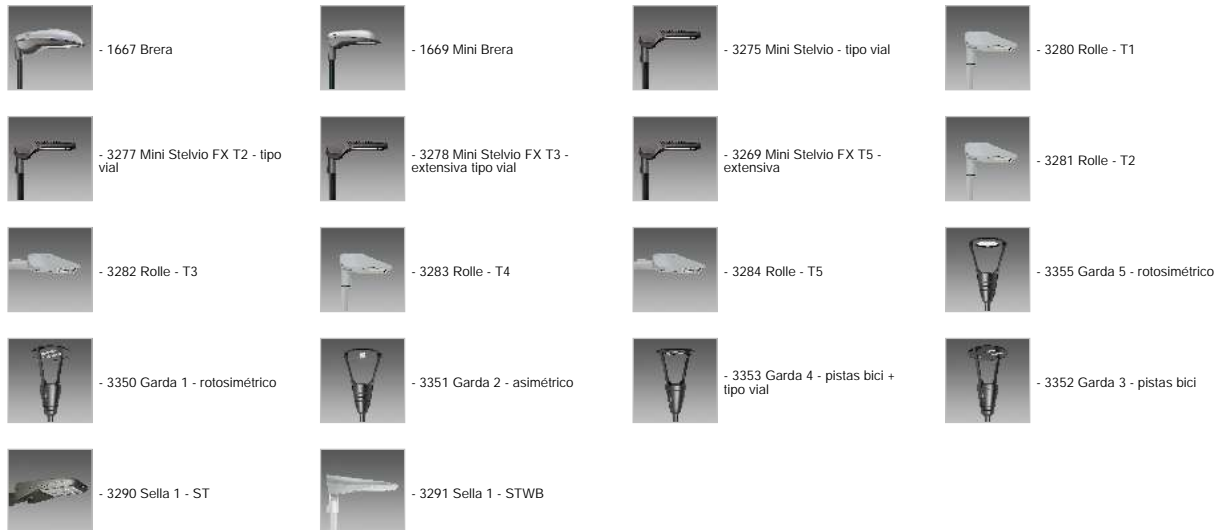 - 1667 Brera
- 1669 Mini Brera
- 3275 Mini Stelvio - tipo vial
- 3280 Rolle - T1
- 3277 Mini Stelvio FX T2 - tipo
vial
- 3278 Mini Stelvio FX T3 -
extensiva tipo vial
- 3269 Mini Stelvio FX T5 -
extensiva
- 3281 Rolle - T2
- 3282 Rolle - T3
- 3283 Rolle - T4
- 3284 Rolle - T5
- 3355 Garda 5 - rotosimétrico
- 3350 Garda 1 - rotosimétrico
- 3351 Garda 2 - asimétrico
- 3353 Garda 4 - pistas bici +
tipo vial
- 3352 Garda 3 - pistas bici
- 3290 Sella 1 - ST
- 3291 Sella 1 - STWB